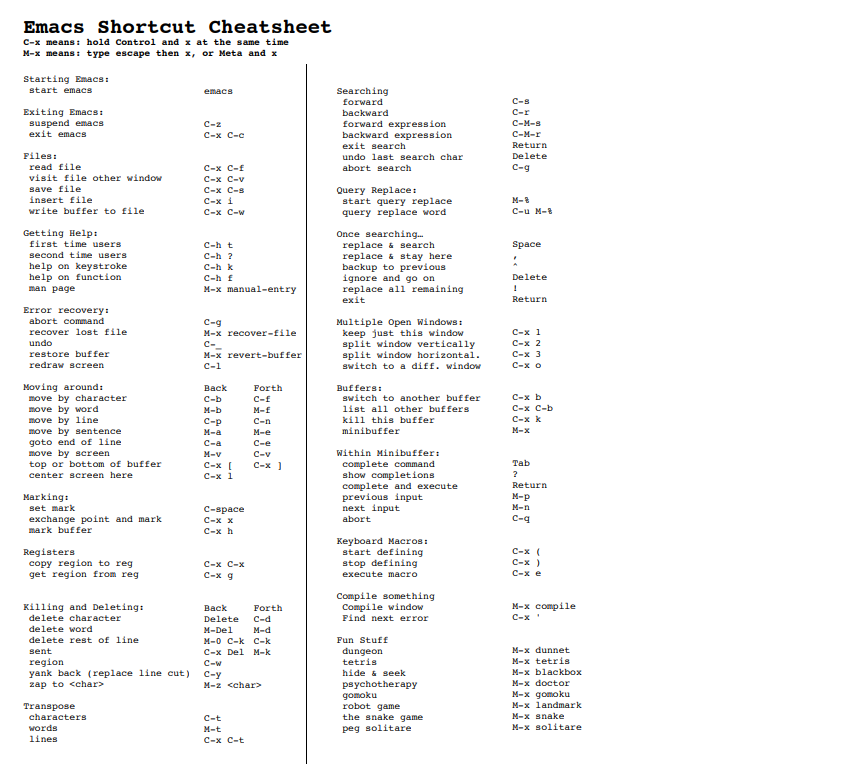 Emacs Shortcut Cheatsheet
C-x means: hold Control and x at the same time
M-x means: type escape then x, or Meta and x
Starting Emacs:
start emacs emacs
Exiting Emacs:
suspend emacs C-z
exit emacs C-x C-c
Files:
read file C-x C-f
visit file other window C-x C-v
save file C-x C-s
insert file C-x i
write buffer to file C-x C-w
Getting Help:
first time users C-h t
second time users C-h ?
help on keystroke C-h k
help on function C-h f
man page M-x manual-entry
Error recovery:
abort command C-g
recover lost file M-x recover-file
undo C-_
restore buffer M-x revert-buffer
redraw screen C-l
Moving around: Back Forth
move by character C-b C-f
move by word M-b M-f
move by line C-p C-n
move by sentence M-a M-e
goto end of line C-a C-e
move by screen M-v C-v
top or bottom of buffer C-x [ C-x ]
center screen here C-x l
Marking:
set mark C-space
exchange point and mark C-x x
mark buffer C-x h
Registers
copy region to reg C-x C-x
get region from reg C-x g
Killing and Deleting: Back Forth
delete character Delete C-d
delete word M-Del M-d
delete rest of line M-0 C-k C-k
sent C-x Del M-k
region C-w
yank back (replace line cut) C-y
zap to <char> M-z <char>
Transpose
characters C-t
words M-t
lines C-x C-t
Searching
forward C-s
backward C-r
forward expression C-M-s
backward expression C-M-r
exit search Return
undo last search char Delete
abort search C-g
Query Replace:
start query replace M-%
query replace word C-u M-%
Once searching…
replace & search Space
replace & stay here ,
backup to previous ^
ignore and go on Delete
replace all remaining !
exit Return
Multiple Open Windows:
keep just this window C-x 1
split window vertically C-x 2
split window horizontal. C-x 3
switch to a diff. window C-x o
Buffers:
switch to another buffer C-x b
list all other buffers C-x C-b
kill this buffer C-x k
minibuffer M-x
Within Minibuffer:
complete command Tab
show completions ?
complete and execute Return
previous input M-p
next input M-n
abort C-g
Keyboard Macros:
start defining C-x (
stop defining C-x )
execute macro C-x e
Compile something
Compile window M-x compile
Find next error C-x '
Fun Stuff
dungeon M-x dunnet
tetris M-x tetris
hide & seek M-x blackbox
psychotherapy M-x doctor
gomoku M-x gomoku
robot game M-x landmark
the snake game M-x snake
peg solitare M-x solitare